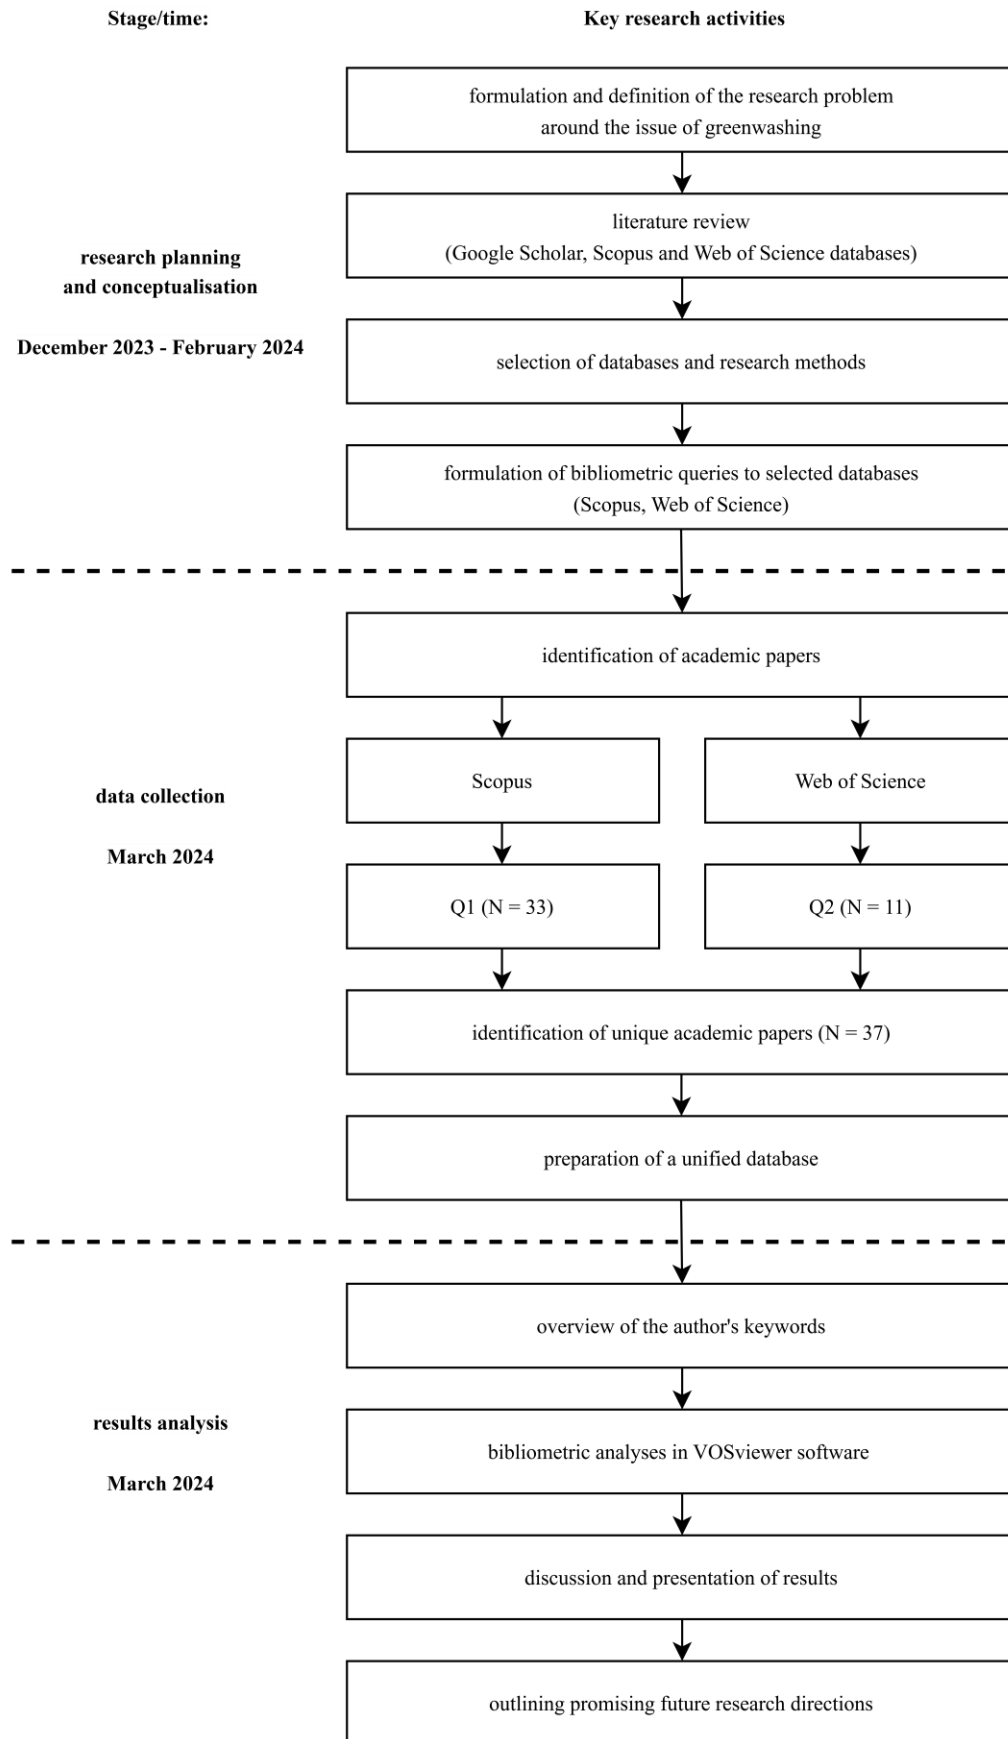 Stage/time:
Key research activities
formulation and definition of the research problem
around the issue of greenwashing
literature review
(Google Scholar, Scopus and Web of Science databases)
research planning
and conceptualisation
December 2023 - February 2024
selection of databases and research methods
formulation of bibliometric queries to selected databases
(Scopus, Web of Science)
identification of academic papers
Scopus
Web of Science
data collection
March 2024
Q1 (N = 33)
Q2 (N = 11)
identification of unique academic papers (N = 37)
preparation of a unified database
overview of the author's keywords
results analysis
March 2024
bibliometric analyses in VOSviewer software
discussion and presentation of results
outlining promising future research directions